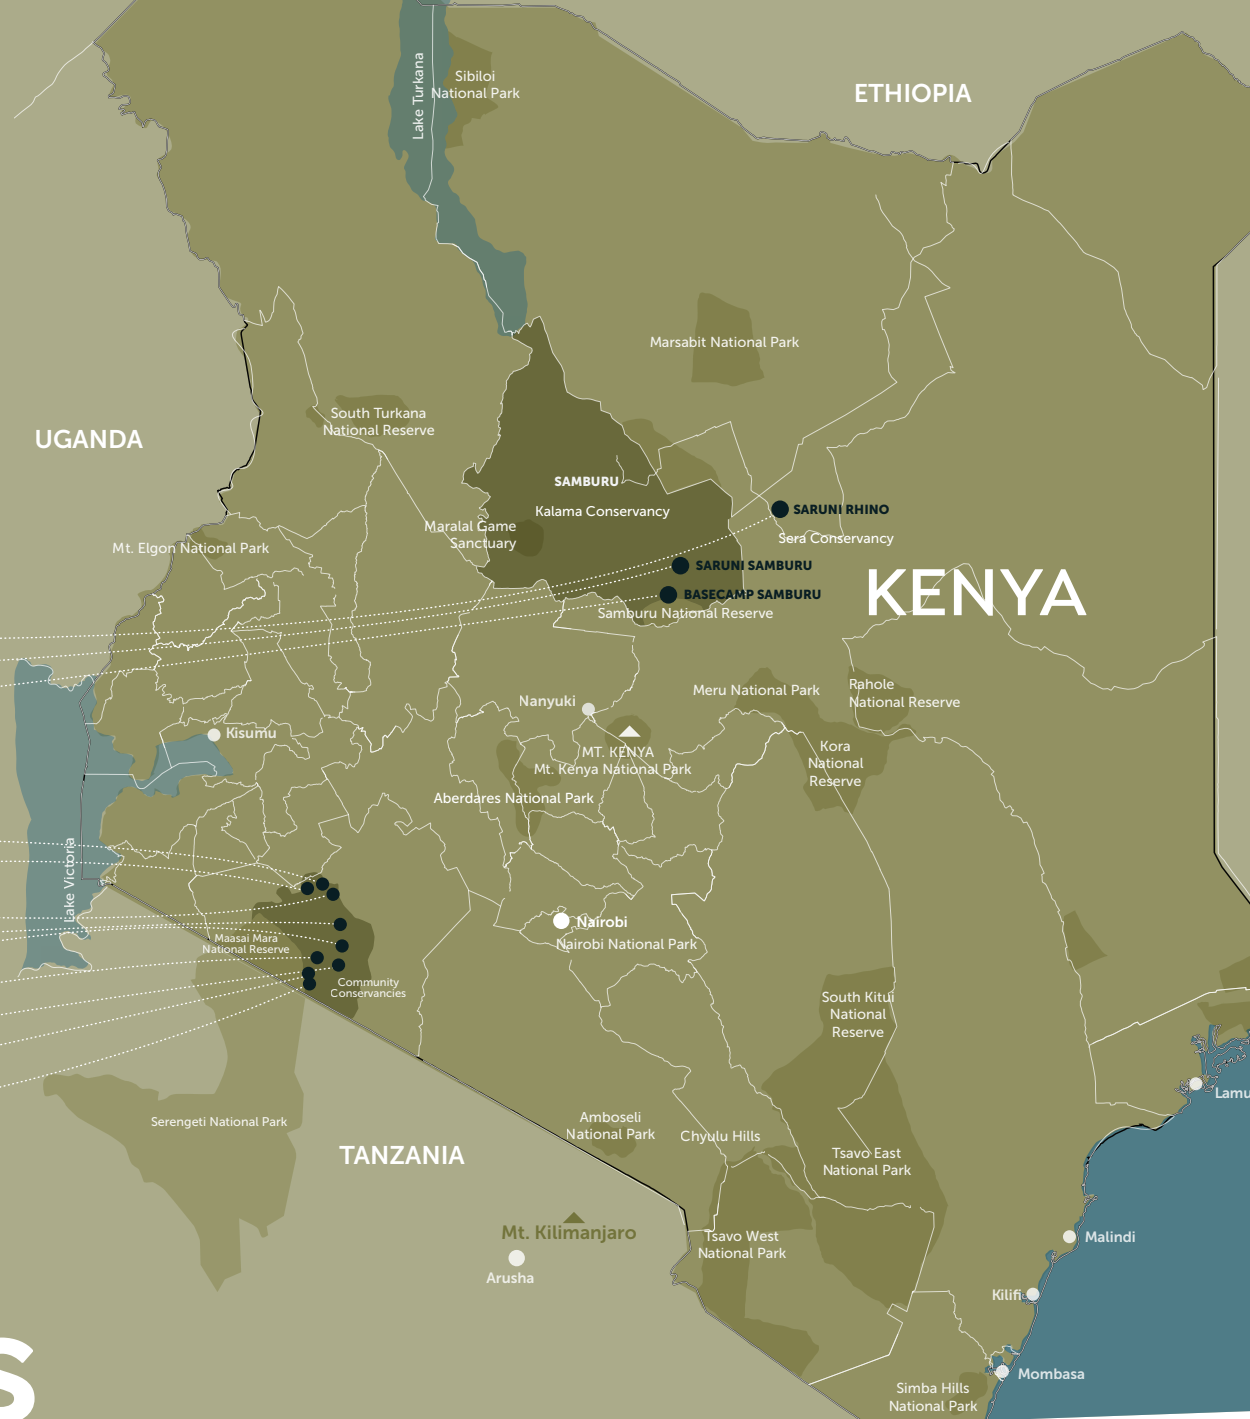 Lake Turkana
Sibiloi
National Park
ETHIOPIA
Marsabit National Park
South Turkana
National Reserve
UGANDA
SAMBURU
Kalama Conservancy
SARUNI RHINO
Sera Conservancy
Maralal Game
Sanctuary
Mt. Elgon National Park
SARUNI SAMBURU
BASECAMP SAMBURU
Samburu National Reserve
KENYA
Meru National Park
Rahole
National Reserve
Nanyuki
Kisumu
MT. KENYA
Mt. Kenya National Park
Kora
National
Reserve
Aberdares National Park
Lake Victoria
Nairobi
Nairobi National Park
Maasai Mara
National Reserve
Community
Conservancies
South Kitui
National
Reserve
Lamu
Serengeti National Park
Amboseli
National Park
Chyulu Hills
TANZANIA
Tsavo East
National Park
Mt. Kilimanjaro
Tsavo West
National Park
Malindi
Arusha
Kilifi
Mombasa
Simba Hills
National Park
S